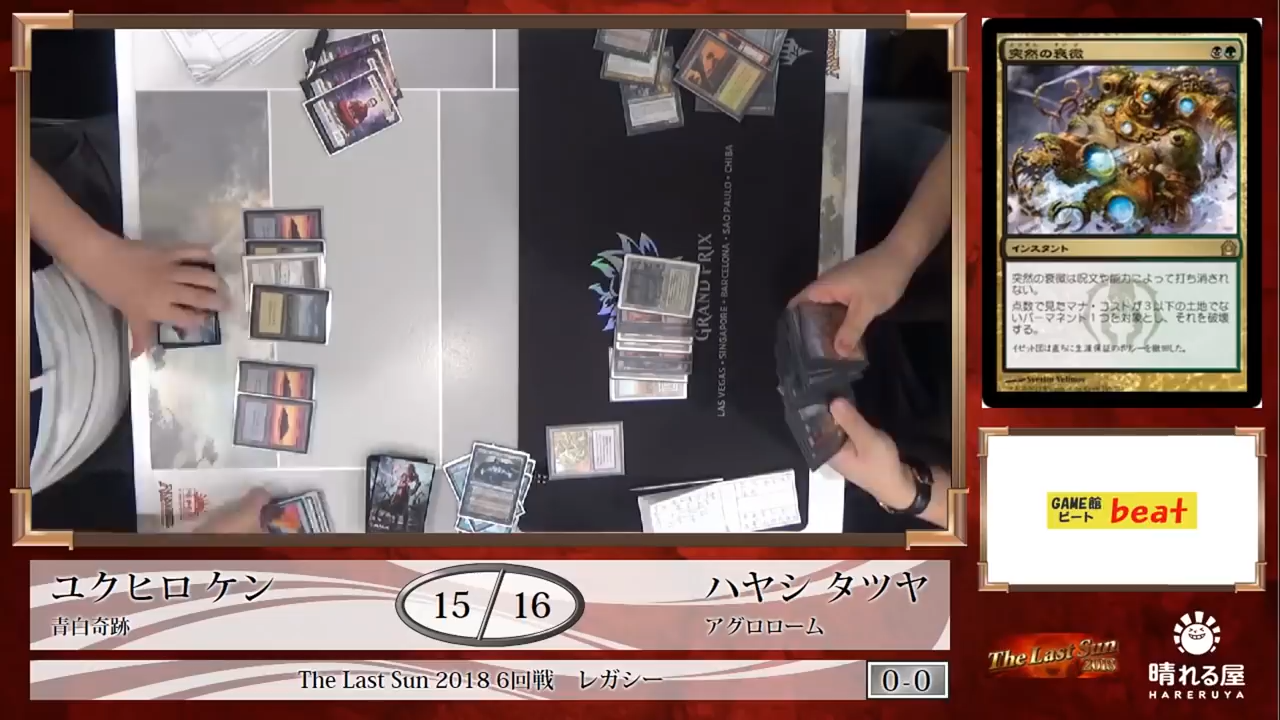 突然の衰微
インスタント
突然の衰微は呪文や能力によって打ち消され
ない。
点数で見たマナ・コストが3以下の土地でな
いパーマネント1つを対象とし、それを破壊
する。
GRAND PRIX
LAS VEGAS • SINGAPORE • BARCELONA • SAO PAULO • CHIBA
GAME館
ビート
beat
ユクヒロ ケン
青白奇跡
15 / 16
ハヤシ タツヤ
アグロローム
The Last Sun 2018 6回戦 レガシー
0-0
The Last Sun
2018
晴れる屋
HARERUYA